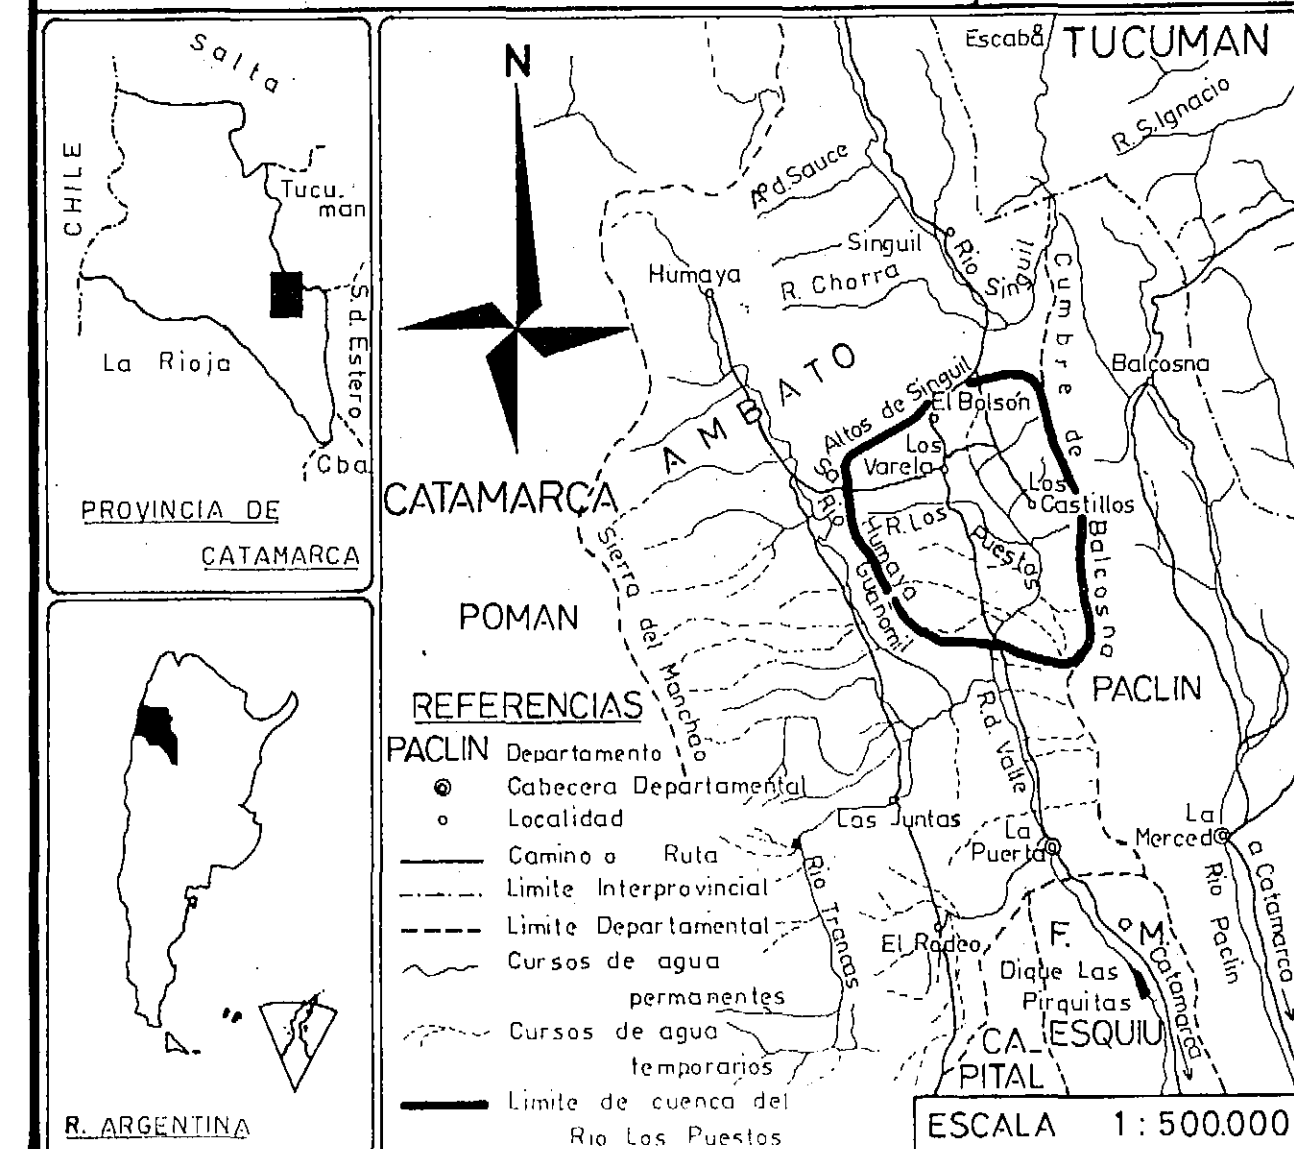 Salta
CHILE
Tucu-
man
S.d. Estero
La Rioja
Cba
PROVINCIA DE
CATAMARCA
R. ARGENTINA
N
Escaba
TUCUMAN
R. S. Ignacio
A° d. Sauce
Singuil
Rio Singuil
Humaya
R. Chorra
Cumbre de Balcosna
Balcosna
AMBATO
Altos de Singuil
El Bolsón
Los
Varela
Los
Castillos
CATAMARCA
R. Los Puestos
Rio
Humaya
Guanomil
Sierra del Manchao
POMAN
PACLIN
R.d. Valle
REFERENCIAS
PACLIN Departamento
Cabecera Departamental
Localidad
Camino o Ruta
Limite Interprovincial
Limite Departamental
Cursos de agua
permanentes
Cursos de agua
temporarios
Limite de cuenca del
Rio Los Puestos
Las Juntas
La
Puerta
La
Merced
Rio Trancas
Rio Paclin
a Catamarca
El Rodeo
F. M.
ESQUIU
Dique Las
Pirquitas
Catamarca
CA-
PITAL
ESCALA 1:500.000